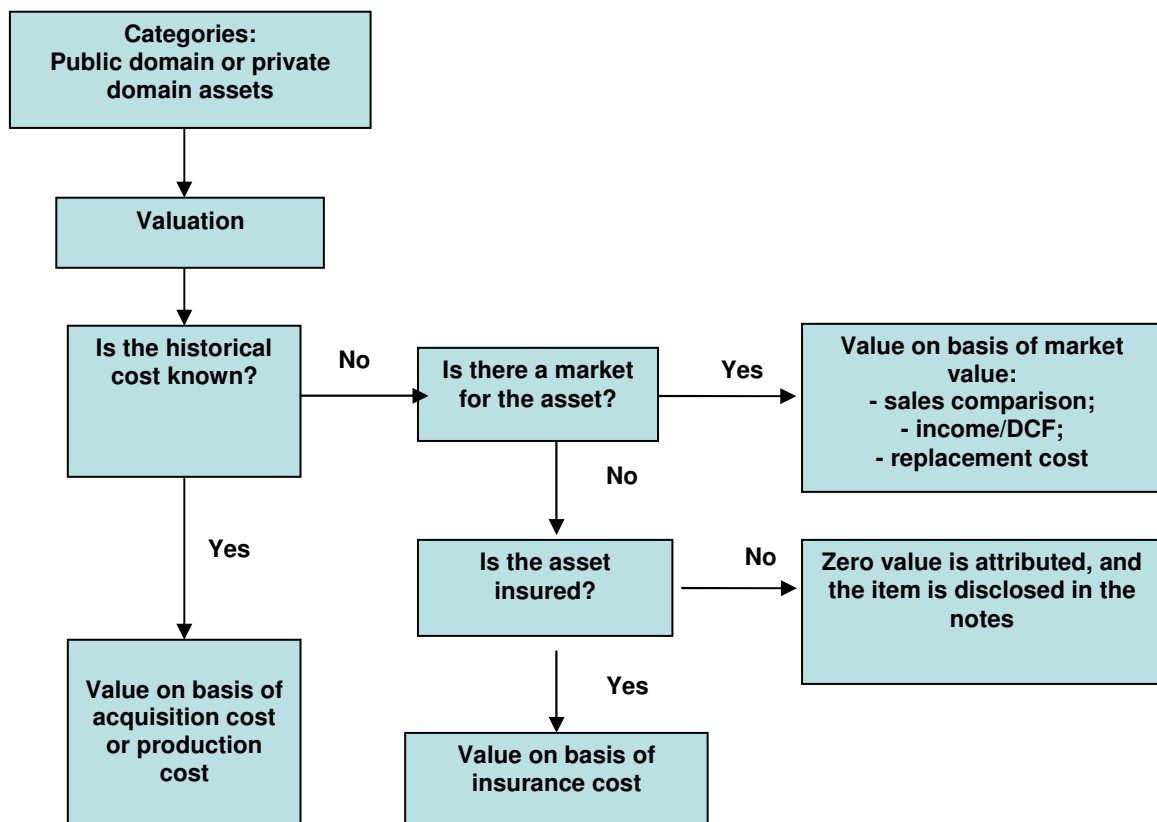 Categories:
Public domain or private
domain assets
Valuation
Is the historical
cost known?
No
Is there a market
for the asset?
Yes
Value on basis of market
value:
- sales comparison;
- income/DCF;
- replacement cost
No
Yes
Is the asset
insured?
No
Zero value is attributed, and
the item is disclosed in the
notes
Value on basis of
acquisition cost
or production
cost
Yes
Value on basis of
insurance cost